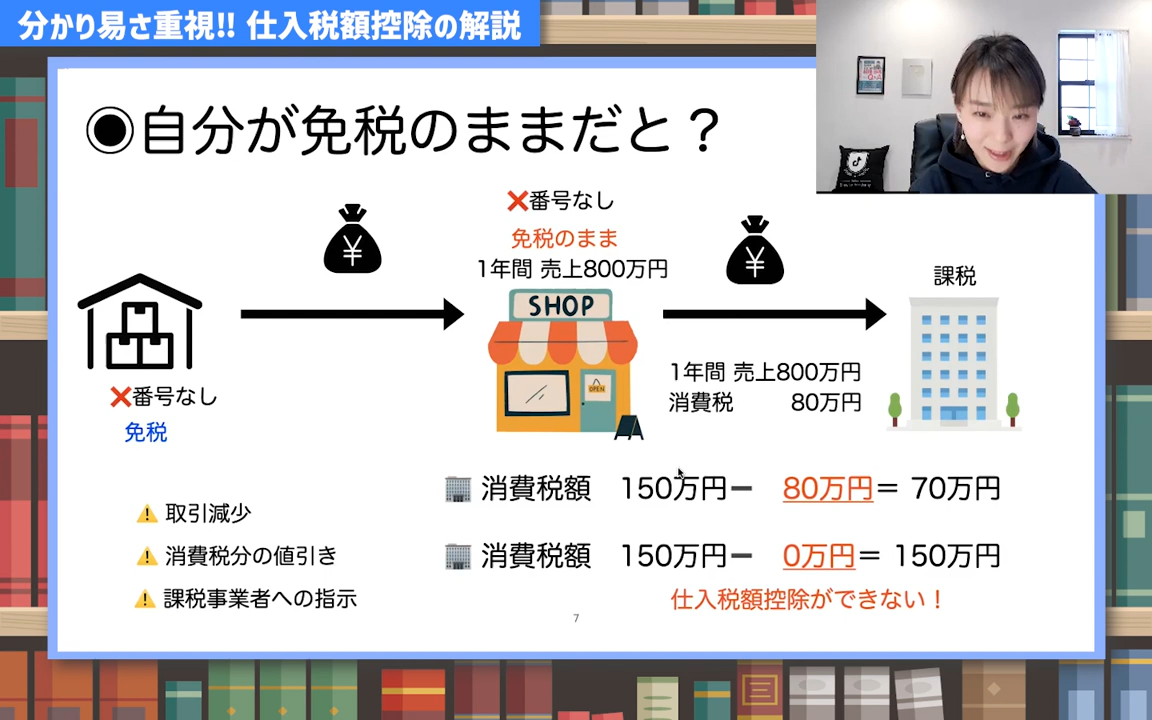 分かり易さ重視!! 仕入税額控除の解説
◉自分が免税のままだと？
❌番号なし
免税のまま
1年間 売上800万円
¥
¥
課税
SHOP
OPEN
1年間 売上800万円
消費税 80万円
❌番号なし
免税
消費税額 150万円ー 80万円＝ 70万円
⚠️ 取引減少
⚠️ 消費税分の値引き
消費税額 150万円ー 0万円＝ 150万円
⚠️ 課税事業者への指示
仕入税額控除ができない！
7